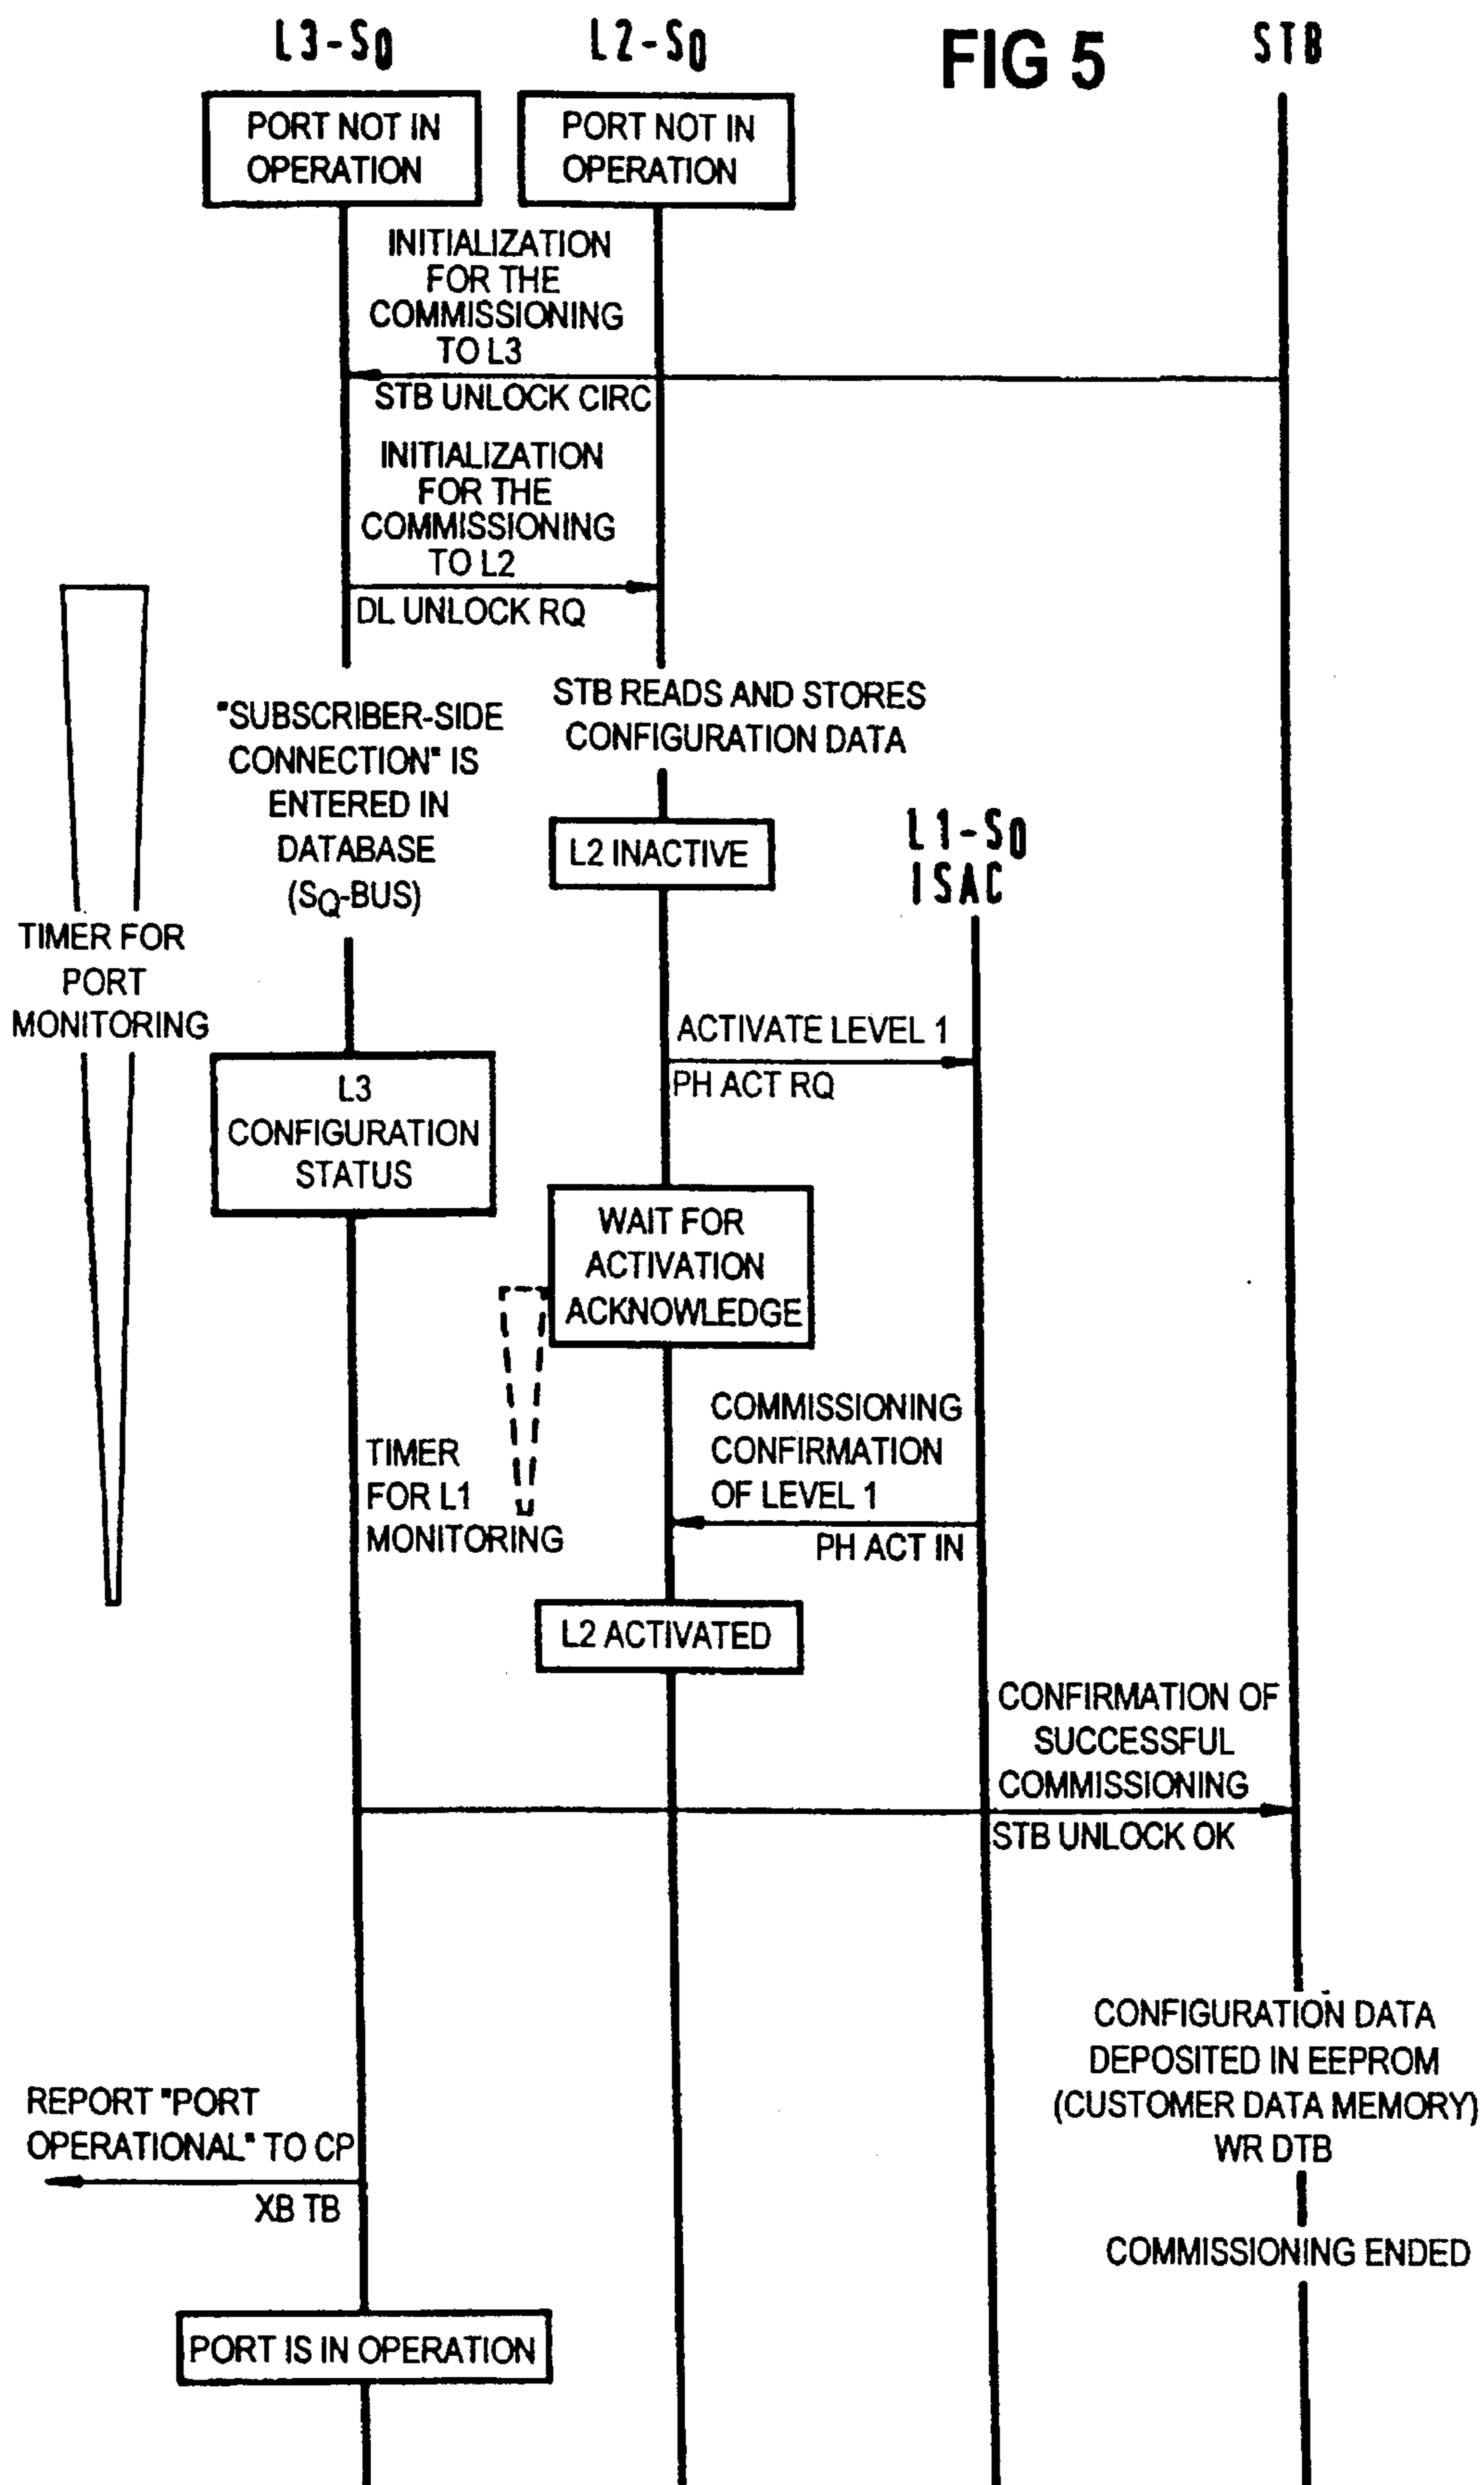 L3-S0
L2-S0
FIG 5
STB
PORT NOT IN
OPERATION
PORT NOT IN
OPERATION
INITIALIZATION
FOR THE
COMMISSIONING
TO L3
STB UNLOCK CIRC
INITIALIZATION
FOR THE
COMMISSIONING
TO L2
DL UNLOCK RQ
"SUBSCRIBER-SIDE
CONNECTION" IS
ENTERED IN
DATABASE
(SQ-BUS)
STB READS AND STORES
CONFIGURATION DATA
L2 INACTIVE
L1-S0
ISAC
TIMER FOR
PORT
MONITORING
ACTIVATE LEVEL 1
PH ACT RQ
L3
CONFIGURATION
STATUS
WAIT FOR
ACTIVATION
ACKNOWLEDGE
TIMER
FOR L1
MONITORING
COMMISSIONING
CONFIRMATION
OF LEVEL 1
PH ACT IN
L2 ACTIVATED
CONFIRMATION OF
SUCCESSFUL
COMMISSIONING
STB UNLOCK OK
CONFIGURATION DATA
DEPOSITED IN EEPROM
(CUSTOMER DATA MEMORY)
WR DTB
REPORT "PORT
OPERATIONAL" TO CP
XB TB
COMMISSIONING ENDED
PORT IS IN OPERATION